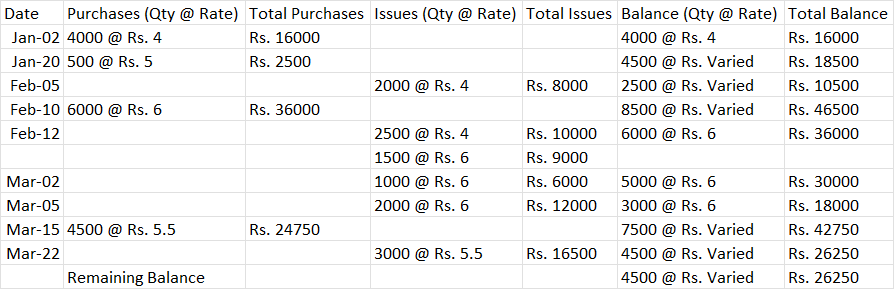 Date Purchases (Qty @ Rate) Total Purchases Issues (Qty @ Rate) Total Issues Balance (Qty @ Rate) Total Balance
Jan-02 4000 @ Rs. 4 Rs. 16000 4000 @ Rs. 4 Rs. 16000
Jan-20 500 @ Rs. 5 Rs. 2500 4500 @ Rs. Varied Rs. 18500
Feb-05 2000 @ Rs. 4 Rs. 8000 2500 @ Rs. Varied Rs. 10500
Feb-10 6000 @ Rs. 6 Rs. 36000 8500 @ Rs. Varied Rs. 46500
Feb-12 2500 @ Rs. 4 Rs. 10000 6000 @ Rs. 6 Rs. 36000
1500 @ Rs. 6 Rs. 9000
Mar-02 1000 @ Rs. 6 Rs. 6000 5000 @ Rs. 6 Rs. 30000
Mar-05 2000 @ Rs. 6 Rs. 12000 3000 @ Rs. 6 Rs. 18000
Mar-15 4500 @ Rs. 5.5 Rs. 24750 7500 @ Rs. Varied Rs. 42750
Mar-22 3000 @ Rs. 5.5 Rs. 16500 4500 @ Rs. Varied Rs. 26250
Remaining Balance 4500 @ Rs. Varied Rs. 26250